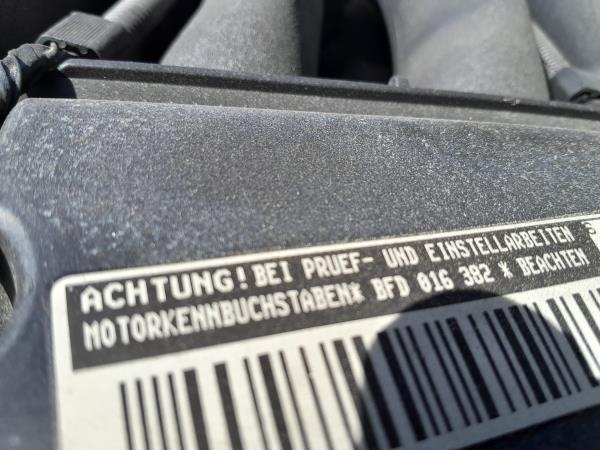 ACHTUNG! BEI PRUEF- UND EINSTELLARBEITEN
MOTORKENNBUCHSTABEN* BFD 016 382 * BEACHTEN